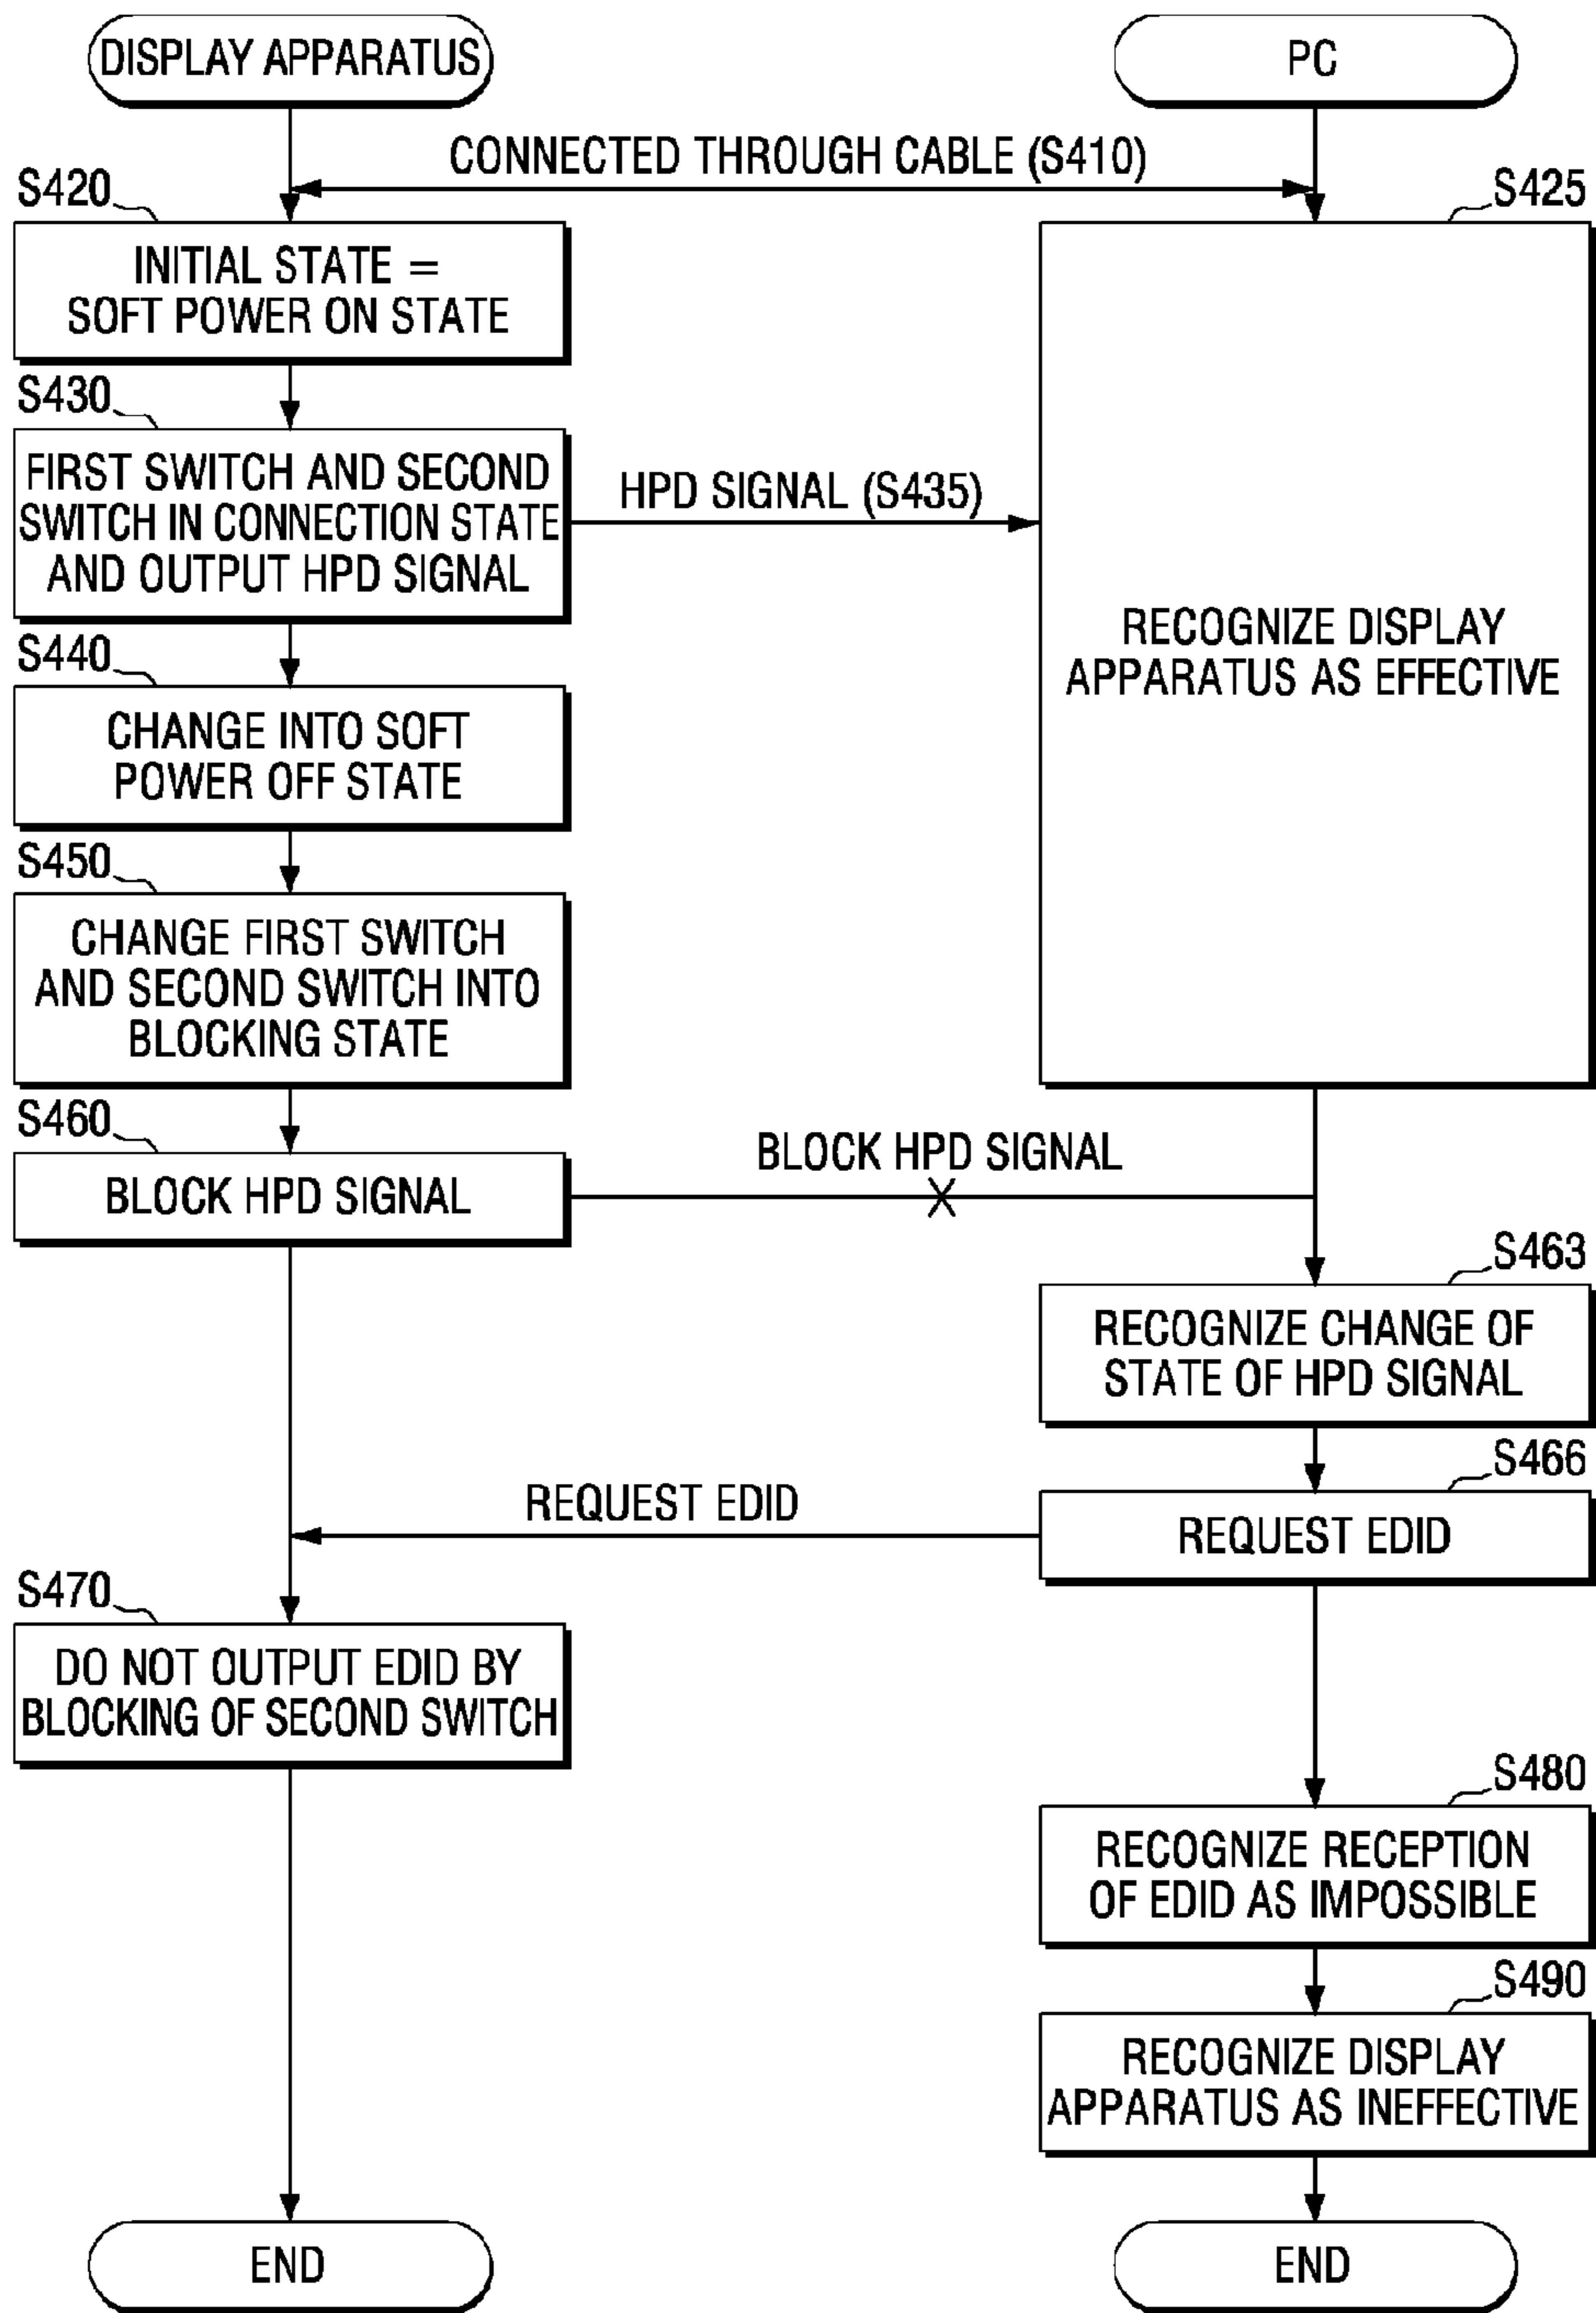 DISPLAY APPARATUS
PC
CONNECTED THROUGH CABLE (S410)
S420
INITIAL STATE =
SOFT POWER ON STATE
S425
RECOGNIZE DISPLAY
APPARATUS AS EFFECTIVE
S430
FIRST SWITCH AND SECOND
SWITCH IN CONNECTION STATE
AND OUTPUT HPD SIGNAL
HPD SIGNAL (S435)
S440
CHANGE INTO SOFT
POWER OFF STATE
S450
CHANGE FIRST SWITCH
AND SECOND SWITCH INTO
BLOCKING STATE
S460
BLOCK HPD SIGNAL
BLOCK HPD SIGNAL
S463
RECOGNIZE CHANGE OF
STATE OF HPD SIGNAL
S466
REQUEST EDID
REQUEST EDID
S470
DO NOT OUTPUT EDID BY
BLOCKING OF SECOND SWITCH
S480
RECOGNIZE RECEPTION
OF EDID AS IMPOSSIBLE
S490
RECOGNIZE DISPLAY
APPARATUS AS INEFFECTIVE
END
END